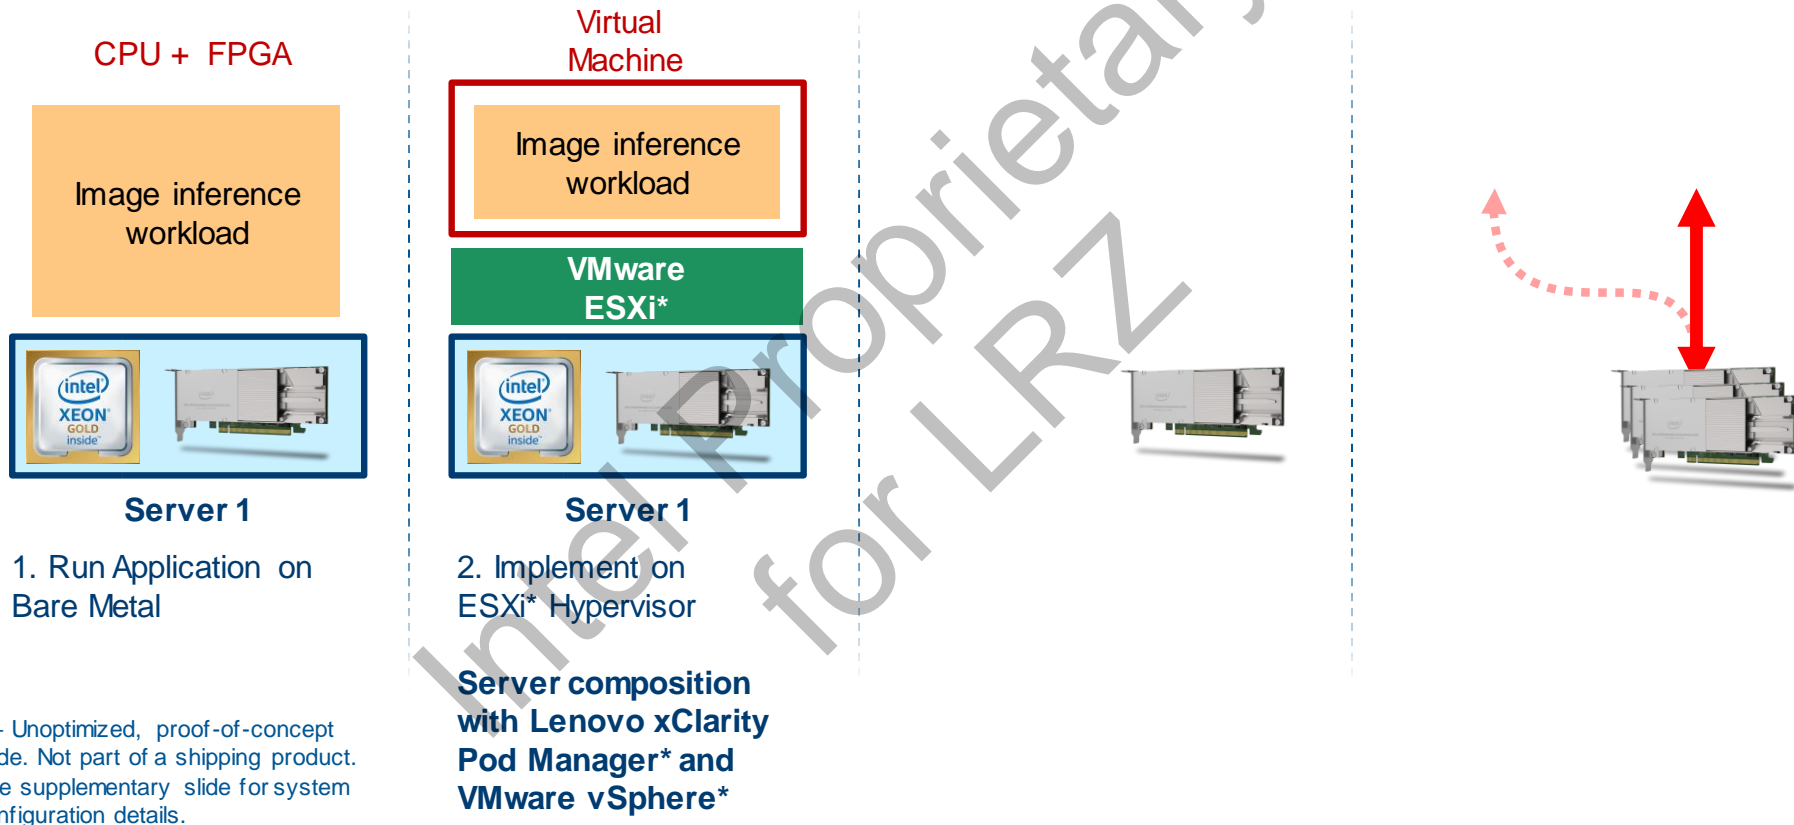 CPU + FPGA
Image inference
workload
intel
XEON
GOLD
inside
Server 1
1. Run Application on
Bare Metal
- Unoptimized, proof-of-concept
de. Not part of a shipping product.
e supplementary slide for system
nfiguration details.
Virtual
Machine
Image inference
workload
VMware
ESXi*
intel
XEON
GOLD
inside
Server 1
2. Implement on
ESXi* Hypervisor
Server composition
with Lenovo xClarity
Pod Manager* and
VMware vSphere*
Intel Proprietary
for LRZ